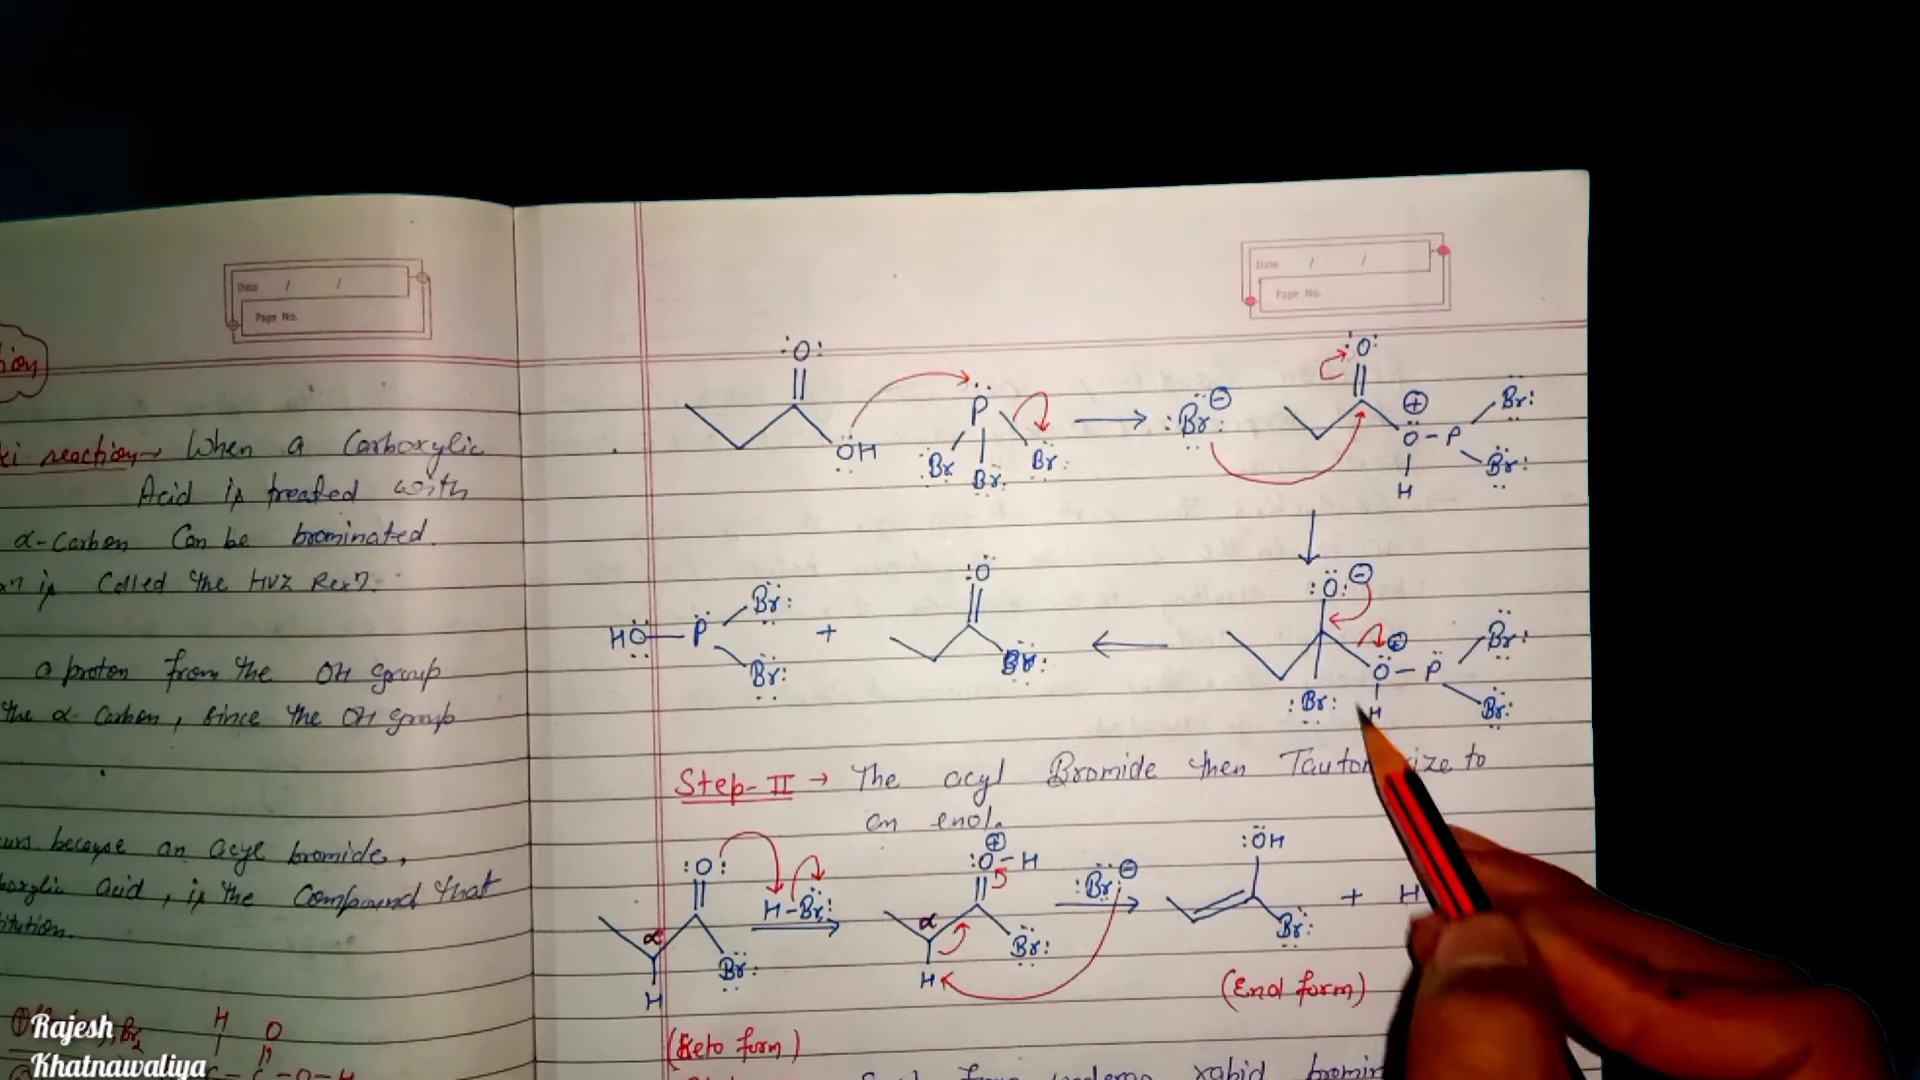 Date / /
Page No.
reaction~ When a Carboxylic
Acid is treated with
α-Carbon Can be brominated.
is Called the HVZ Rexn.
a proton from the OH group
the α-Carbon, since the OH group
because an acyl bromide,
Acid, is the Compound that
H O
Br2
C - C - O - H
Rajesh
Khatnawaliya
Date / /
Page No.
:O: :O:
P Br ⊖ ⊕ Br:
OH Br Br Br: O-P Br:
H
:O :O: ⊖
Br: ⊕ Br:
HO-P + Br: O-P
Br: :Br: H Br:
Step-II → The acyl Bromide then to
an enol.
:O: H-Br: :O-H ⊕ :Br: ⊖ :OH
α α + H
Br: Br: Br:
H H
(Keto form) (Enol form)